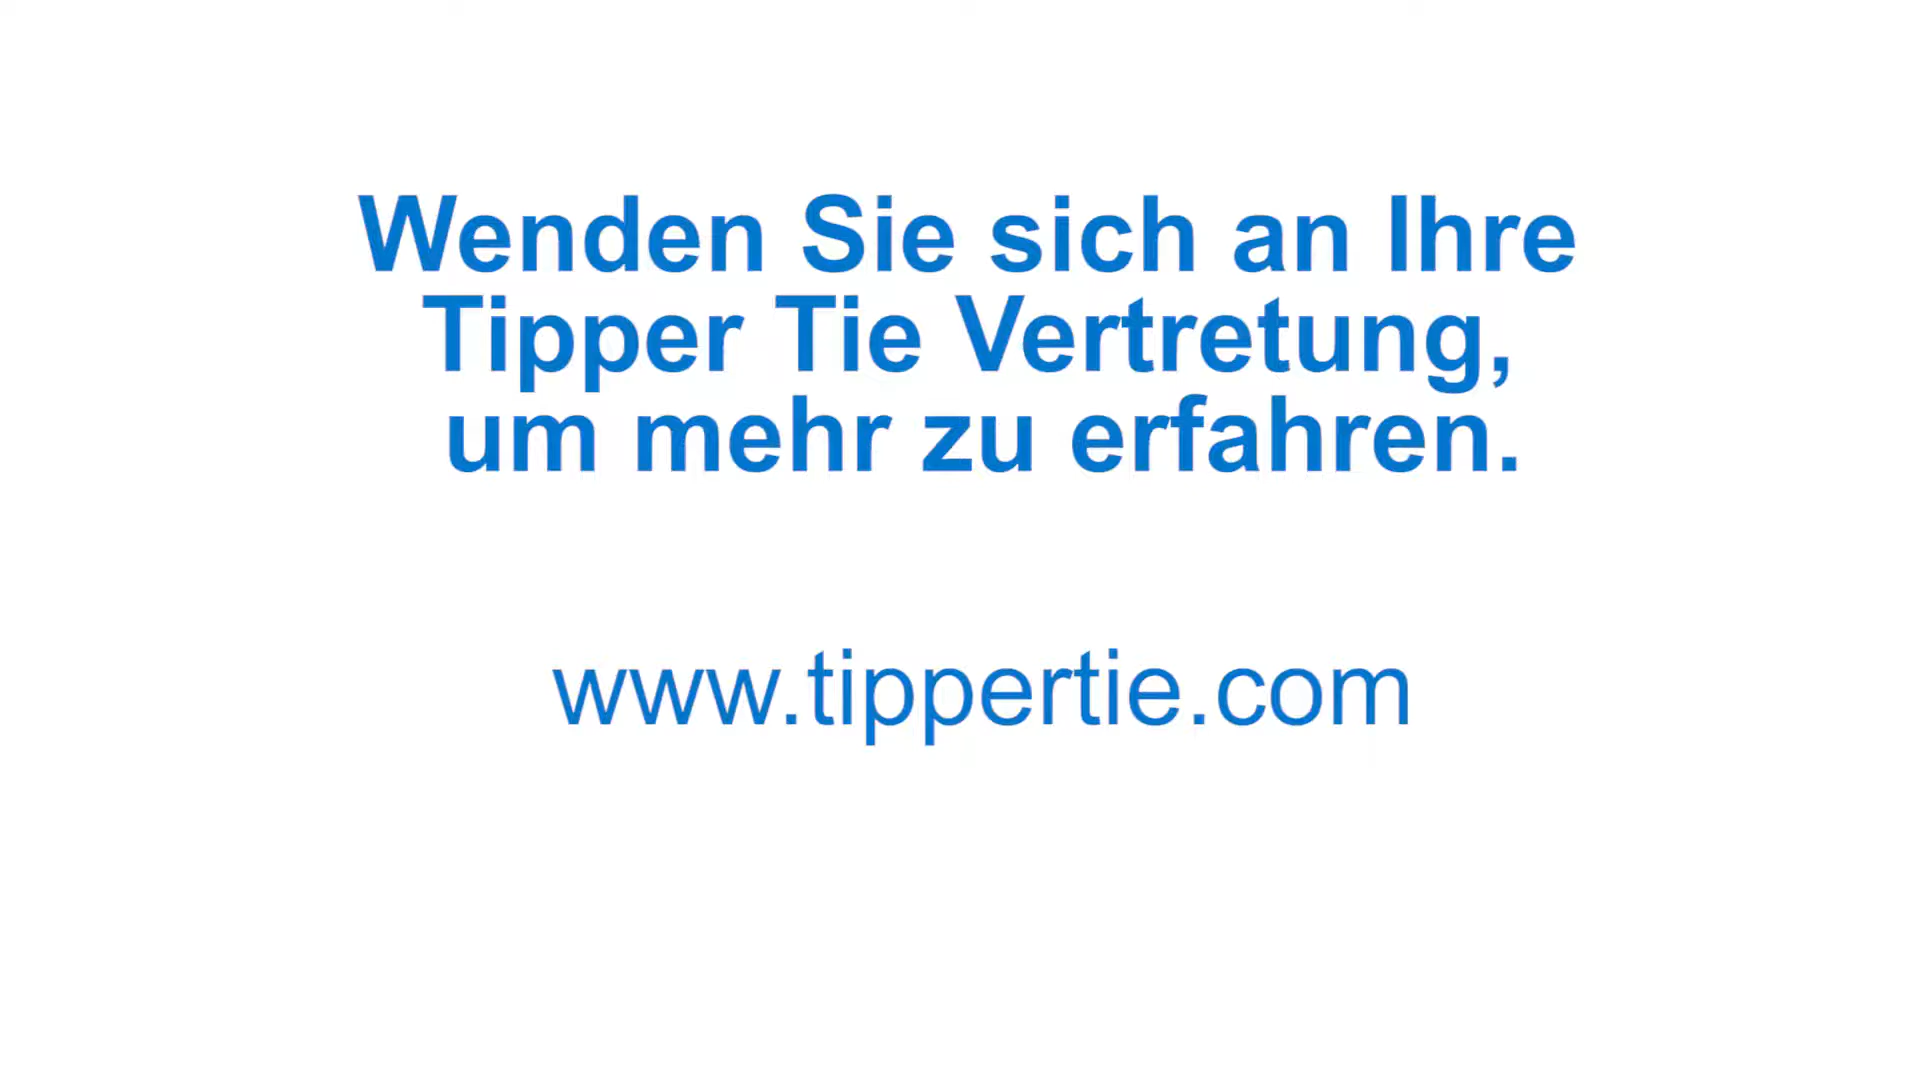 Wenden Sie sich an Ihre
Tipper Tie Vertretung,
um mehr zu erfahren.
www.tippertie.com